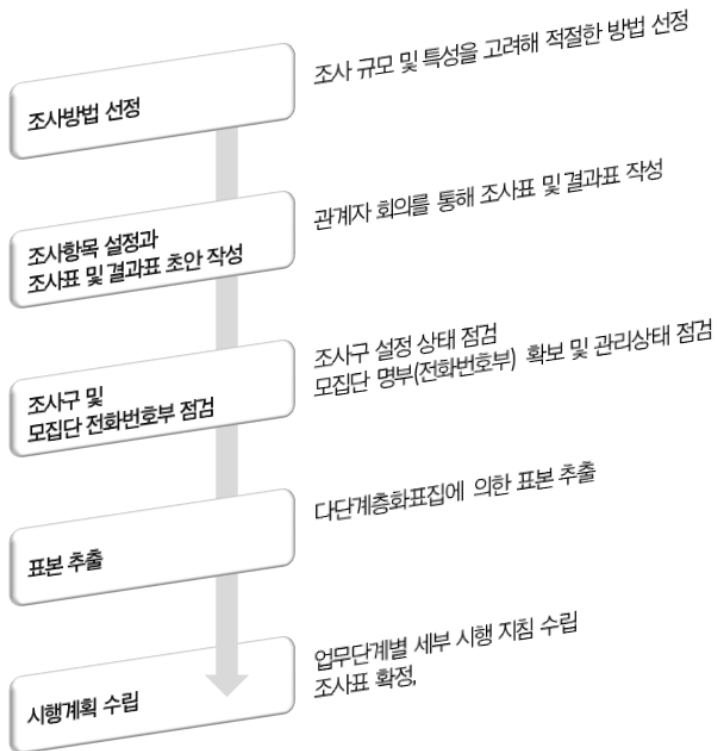 조사방법 선정
조사 규모 및 특성을 고려해 적절한 방법 선정
조사항목 설정과
조사표 및 결과표 초안 작성
관계자 회의를 통해 조사표 및 결과표 작성
조사구 및
모집단 전화번호부 점검
조사구 설정 상태 점검
모집단 명부(전화번호부) 확보 및 관리상태 점검
표본 추출
다단계층화표집에 의한 표본 추출
시행계획 수립
업무단계별 세부 시행 지침 수립
조사표 확정,